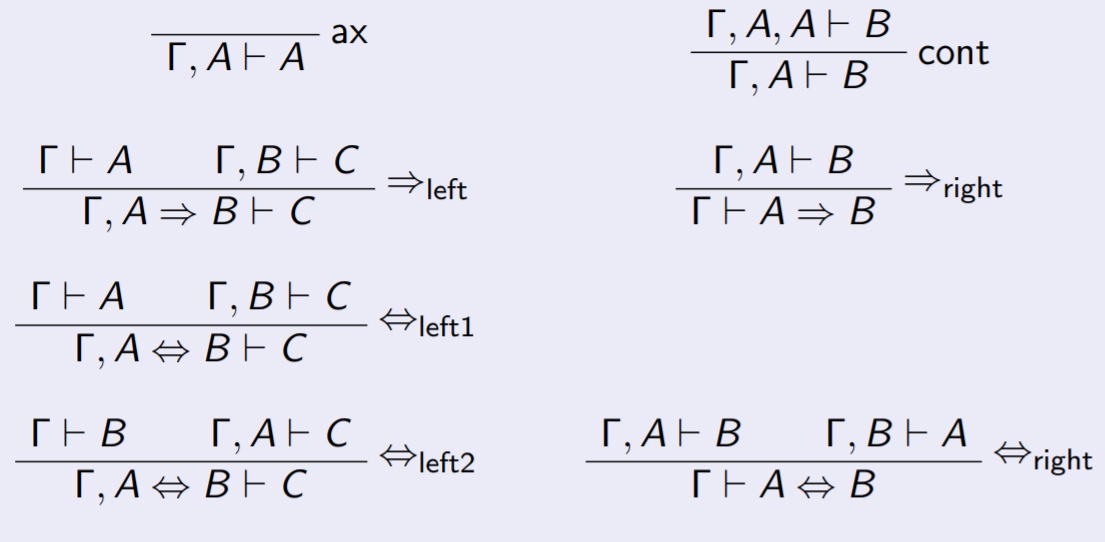 Γ, A ⊢ A ax
Γ, A, A ⊢ B
Γ, A ⊢ B cont
Γ ⊢ A Γ, B ⊢ C
Γ, A ⇒ B ⊢ C ⇒left
Γ, A ⊢ B
Γ ⊢ A ⇒ B ⇒right
Γ ⊢ A Γ, B ⊢ C
Γ, A ⇔ B ⊢ C ⇔left1
Γ ⊢ B Γ, A ⊢ C
Γ, A ⇔ B ⊢ C ⇔left2
Γ, A ⊢ B Γ, B ⊢ A
Γ ⊢ A ⇔ B ⇔right